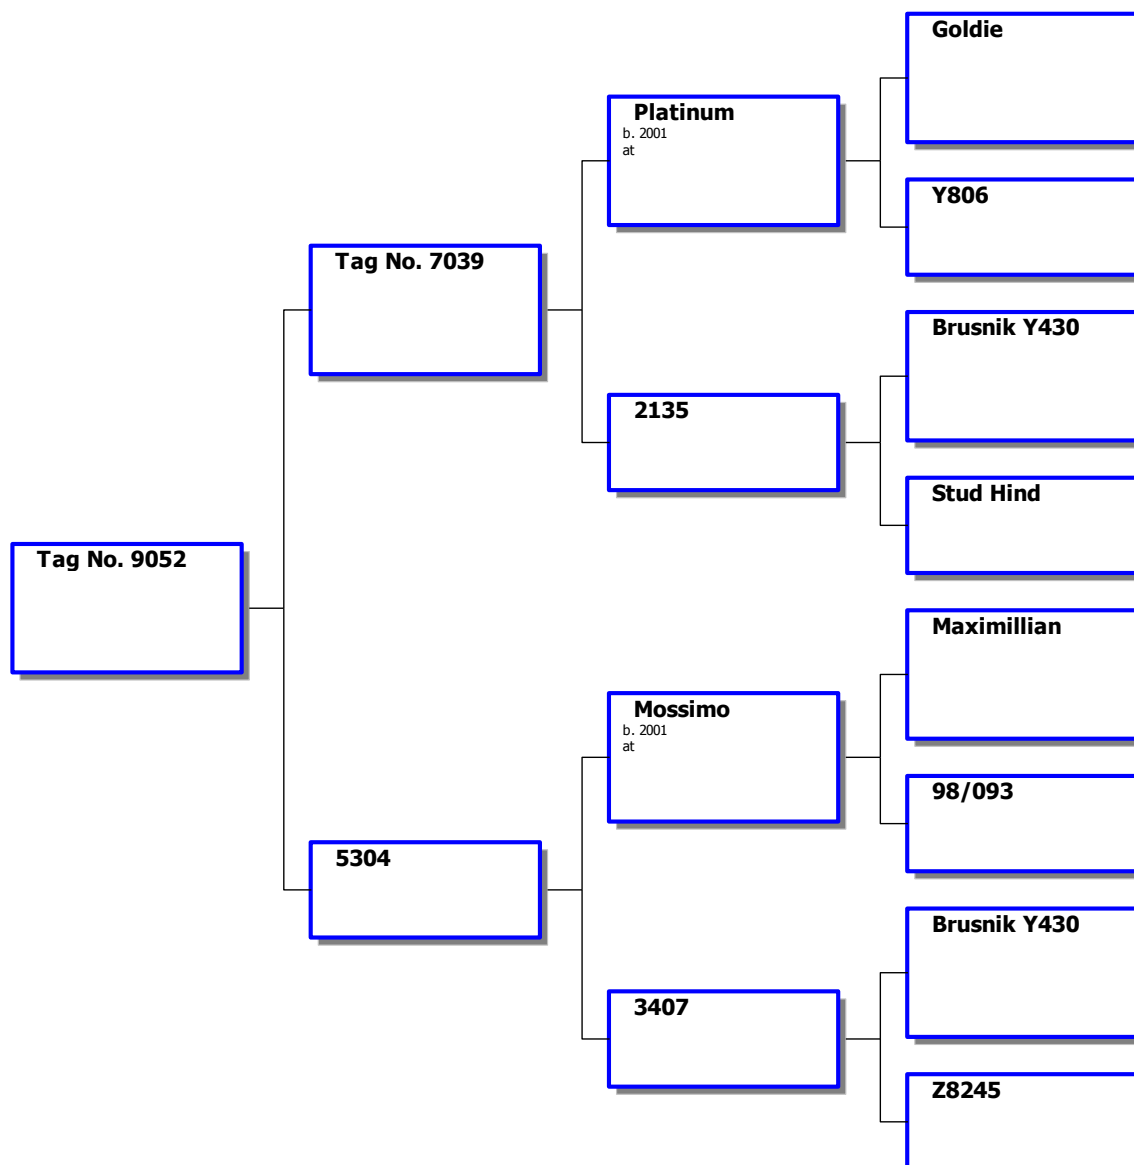 Goldie
Platinum
b. 2001
at
Y806
Tag No. 7039
Brusnik Y430
2135
Stud Hind
Tag No. 9052
Maximillian
Mossimo
b. 2001
at
98/093
5304
Brusnik Y430
3407
Z8245